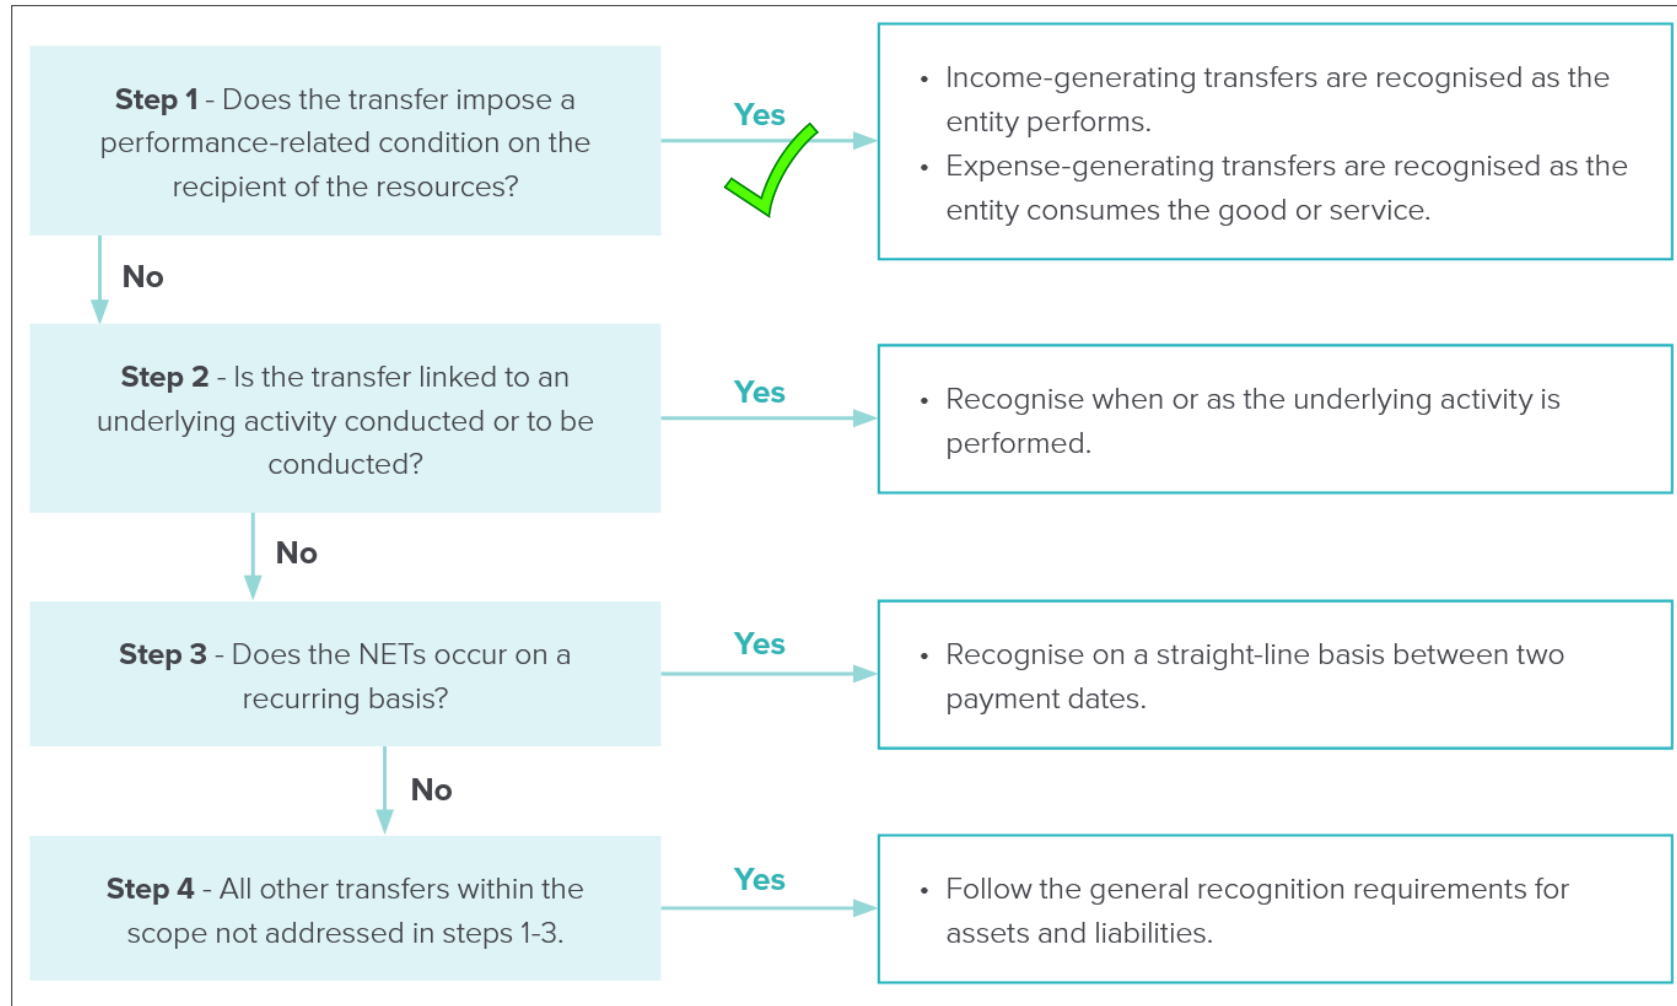 Step 1 - Does the transfer impose a
performance-related condition on the
recipient of the resources?
Yes
• Income-generating transfers are recognised as the
entity performs.
• Expense-generating transfers are recognised as the
entity consumes the good or service.
No
Step 2 - Is the transfer linked to an
underlying activity conducted or to be
conducted?
Yes
• Recognise when or as the underlying activity is
performed.
No
Step 3 - Does the NETs occur on a
recurring basis?
Yes
• Recognise on a straight-line basis between two
payment dates.
No
Step 4 - All other transfers within the
scope not addressed in steps 1-3.
Yes
• Follow the general recognition requirements for
assets and liabilities.